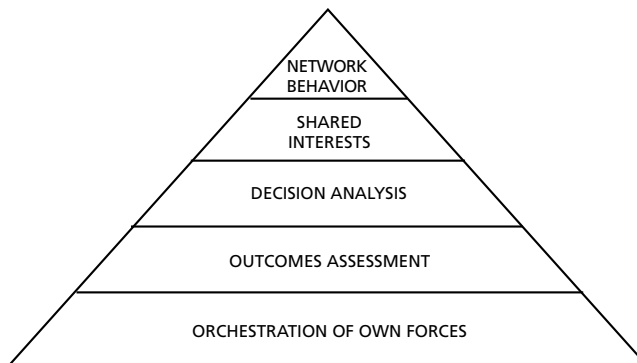 NETWORK
BEHAVIOR
SHARED
INTERESTS
DECISION ANALYSIS
OUTCOMES ASSESSMENT
ORCHESTRATION OF OWN FORCES